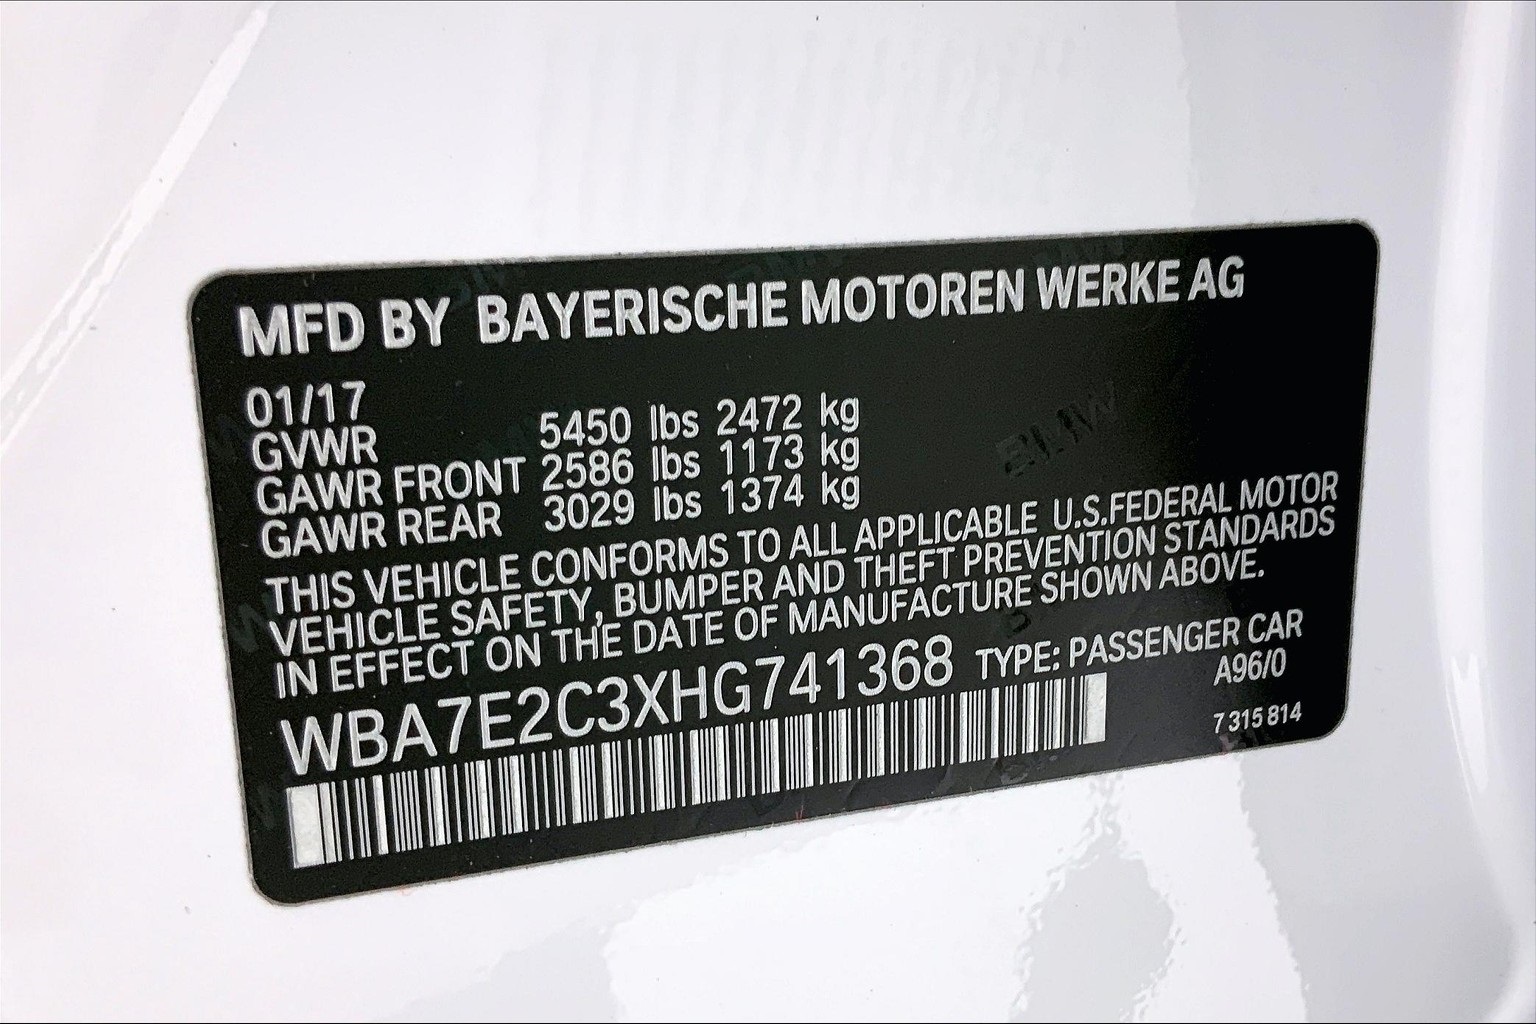 MFD BY BAYERISCHE MOTOREN WERKE AG
01/17
GVWR 5450 lbs 2472 kg
GAWR FRONT 2586 lbs 1173 kg
GAWR REAR 3029 lbs 1374 kg
THIS VEHICLE CONFORMS TO ALL APPLICABLE U.S.FEDERAL MOTOR
VEHICLE SAFETY, BUMPER AND THEFT PREVENTION STANDARDS
IN EFFECT ON THE DATE OF MANUFACTURE SHOWN ABOVE.
WBA7E2C3XHG741368 TYPE: PASSENGER CAR
A96/0
7 315 814
BMW